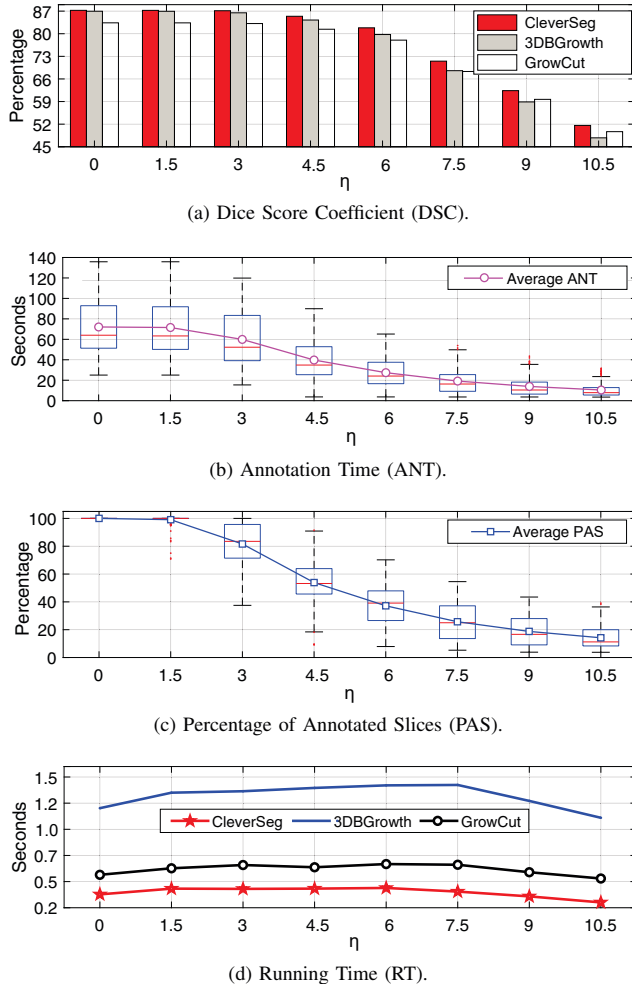 87
80
73
66
59
52
45
Percentage
CleverSeg
3DBGrowth
GrowCut
0 1.5 3 4.5 6 7.5 9 10.5
η
(a) Dice Score Coefficient (DSC).
140
120
100
80
60
40
20
0
Seconds
Average ANT
0 1.5 3 4.5 6 7.5 9 10.5
η
(b) Annotation Time (ANT).
100
80
60
40
20
0
Percentage
Average PAS
0 1.5 3 4.5 6 7.5 9 10.5
η
(c) Percentage of Annotated Slices (PAS).
1.5
1.2
1.0
0.7
0.5
0.2
Seconds
CleverSeg 3DBGrowth GrowCut
0 1.5 3 4.5 6 7.5 9 10.5
η
(d) Running Time (RT).